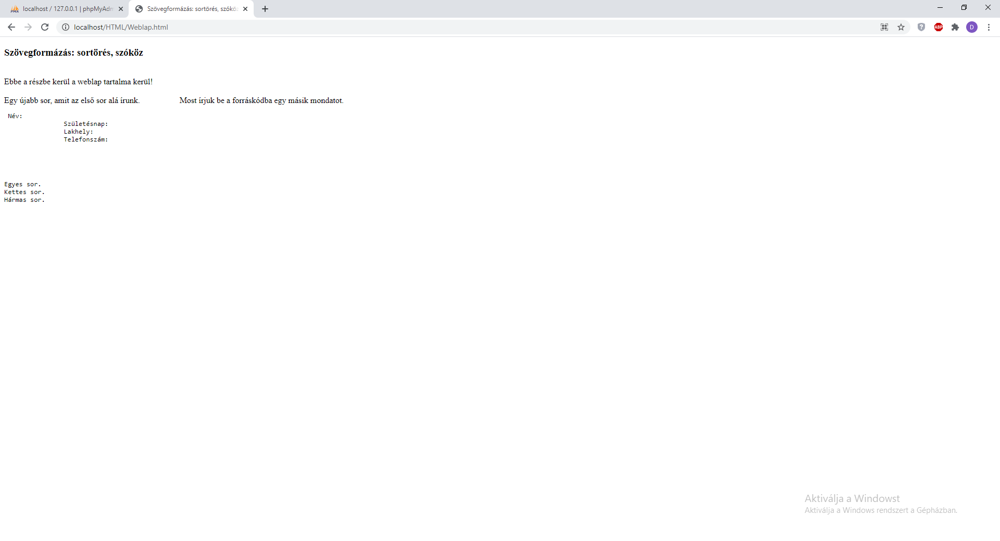 localhost / 127.0.0.1 | phpMyAdm
Szövegformázás: sortörés, szóköz
localhost/HTML/Weblap.html
ABP
D
Szövegformázás: sortörés, szóköz
Ebbe a részbe kerül a weblap tartalma kerül!
Egy újabb sor, amit az első sor alá írunk. Most írjuk be a forráskódba egy másik mondatot.
Név:
Születésnap:
Lakhely:
Telefonszám:
Egyes sor.
Kettes sor.
Hármas sor.
Aktiválja a Windowst
Aktiválja a Windows rendszert a Gépházban.